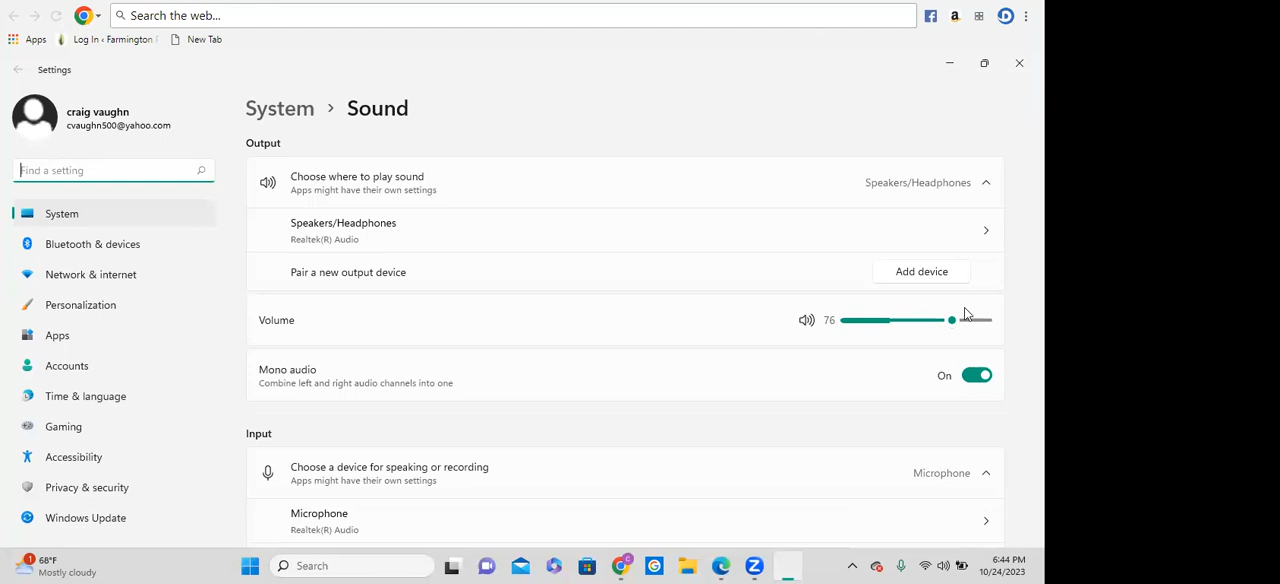 Search the web...
Apps
Log In ‹ Farmington
New Tab
Settings
craig vaughn
cvaughn500@yahoo.com
Find a setting
System
Bluetooth & devices
Network & internet
Personalization
Apps
Accounts
Time & language
Gaming
Accessibility
Privacy & security
Windows Update
System › Sound
Output
Choose where to play sound
Apps might have their own settings
Speakers/Headphones
Speakers/Headphones
Realtek(R) Audio
Pair a new output device
Add device
Volume
76
Mono audio
Combine left and right audio channels into one
On
Input
Choose a device for speaking or recording
Apps might have their own settings
Microphone
Microphone
Realtek(R) Audio
1
68°F
Mostly cloudy
Search
6:44 PM
10/24/2023